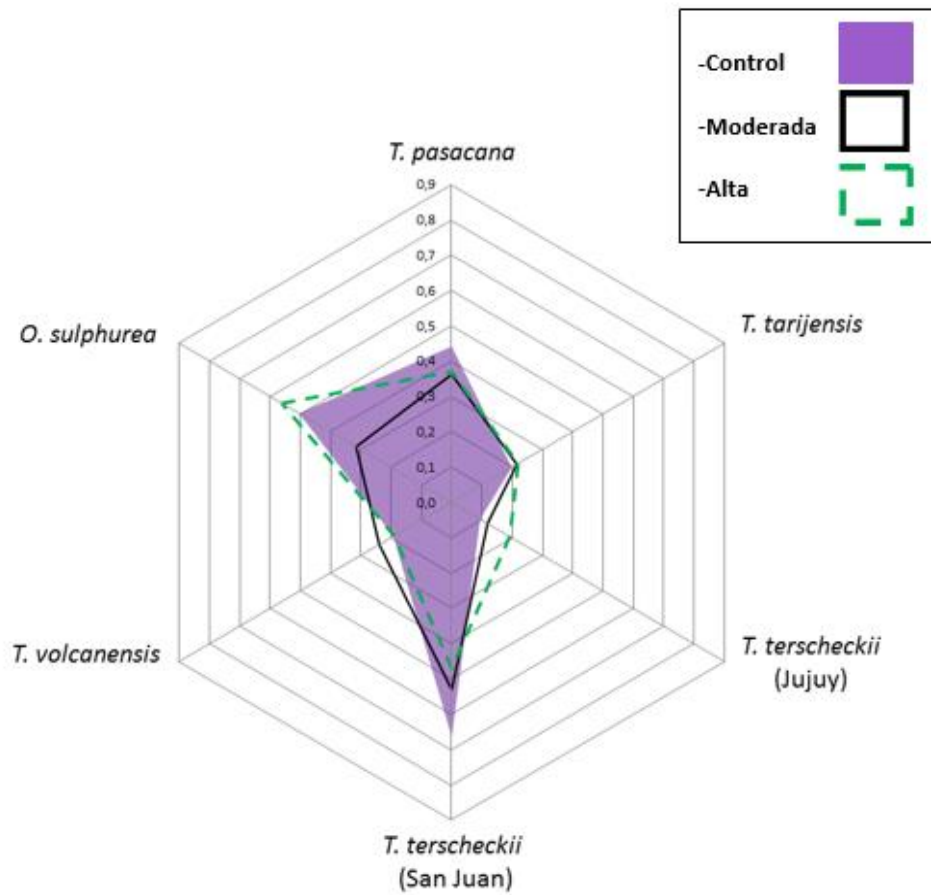 -Control
-Moderada
-Alta
T. pasacana
0,9
0,8
0,7
0,6
0,5
0,4
0,3
0,2
0,1
0,0
T. tarijensis
T. terscheckii
(Jujuy)
T. terscheckii
(San Juan)
T. volcanensis
O. sulphurea